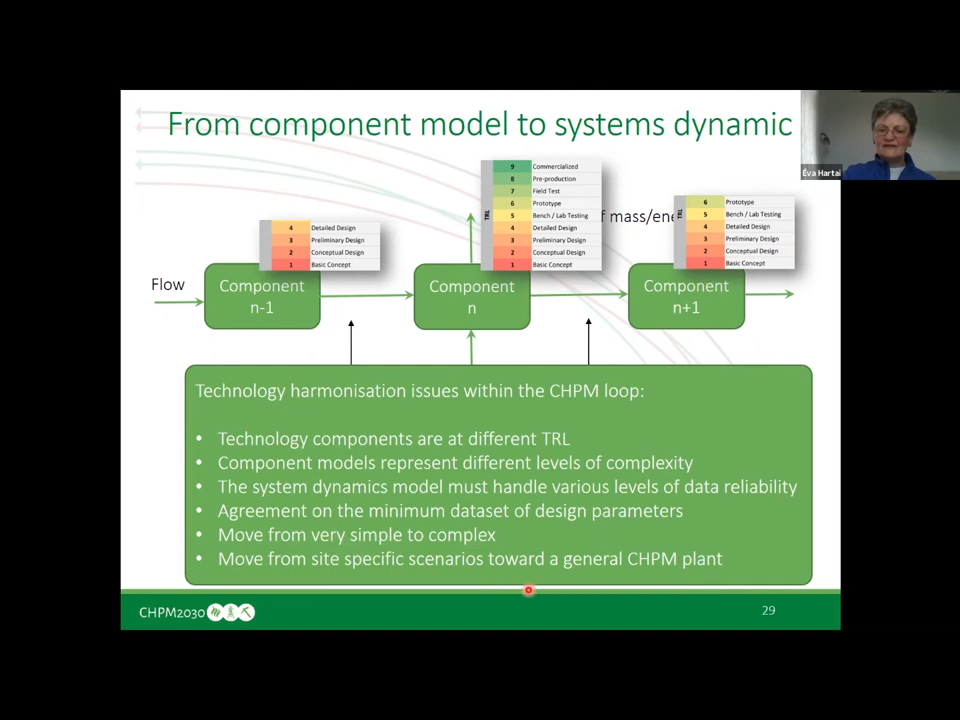 From component model to systems dynamic
Éva Hartai
TRL
9 Commercialized
8 Pre-production
7 Field Test
6 Prototype
5 Bench / Lab Testing
4 Detailed Design
3 Preliminary Design
2 Conceptual Design
1 Basic Concept
f mass/ene
TRL
6 Prototype
5 Bench / Lab Testing
4 Detailed Design
3 Preliminary Design
2 Conceptual Design
1 Basic Concept
4 Detailed Design
3 Preliminary Design
2 Conceptual Design
1 Basic Concept
Flow
Component
n-1
Component
n
Component
n+1
Technology harmonisation issues within the CHPM loop:
• Technology components are at different TRL
• Component models represent different levels of complexity
• The system dynamics model must handle various levels of data reliability
• Agreement on the minimum dataset of design parameters
• Move from very simple to complex
• Move from site specific scenarios toward a general CHPM plant
CHPM2030
29